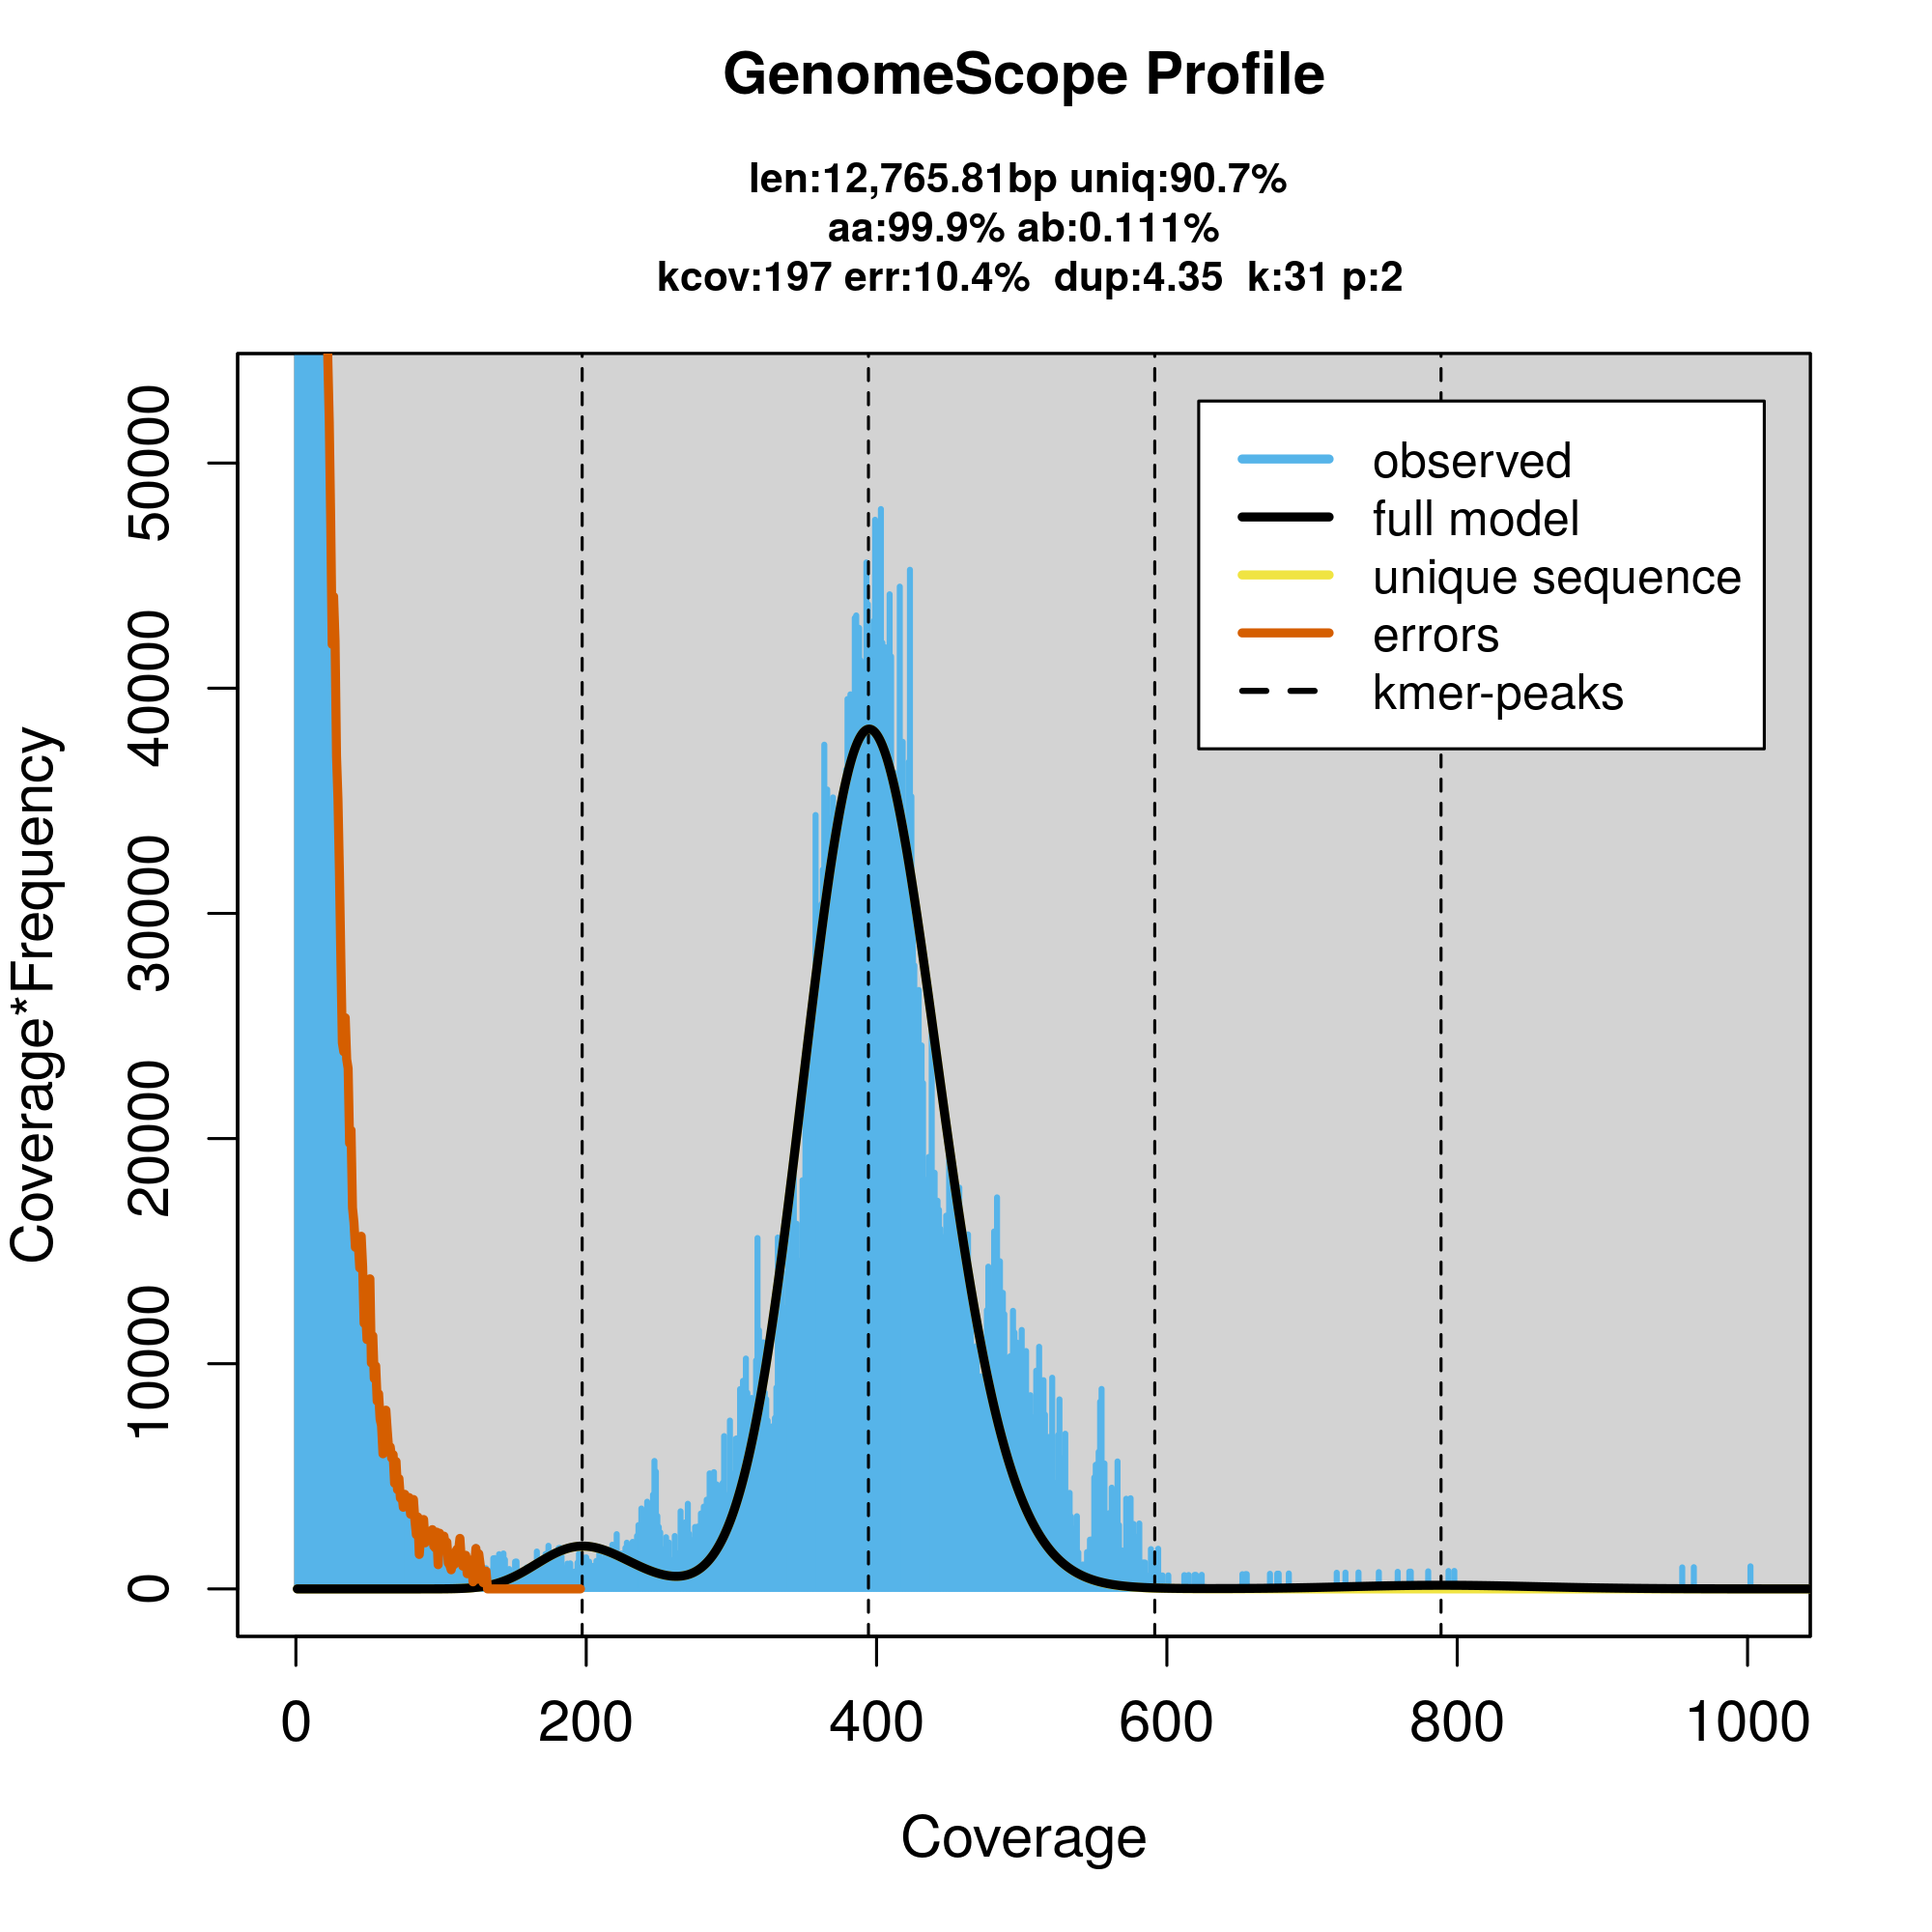 GenomeScope Profile
len:12,765.81bp uniq:90.7%
aa:99.9% ab:0.111%
kcov:197 err:10.4%  dup:4.35  k:31 p:2
observed
full model
unique sequence
errors
kmer-peaks
Coverage*Frequency
50000
40000
30000
20000
10000
0
0 200 400 600 800 1000
Coverage